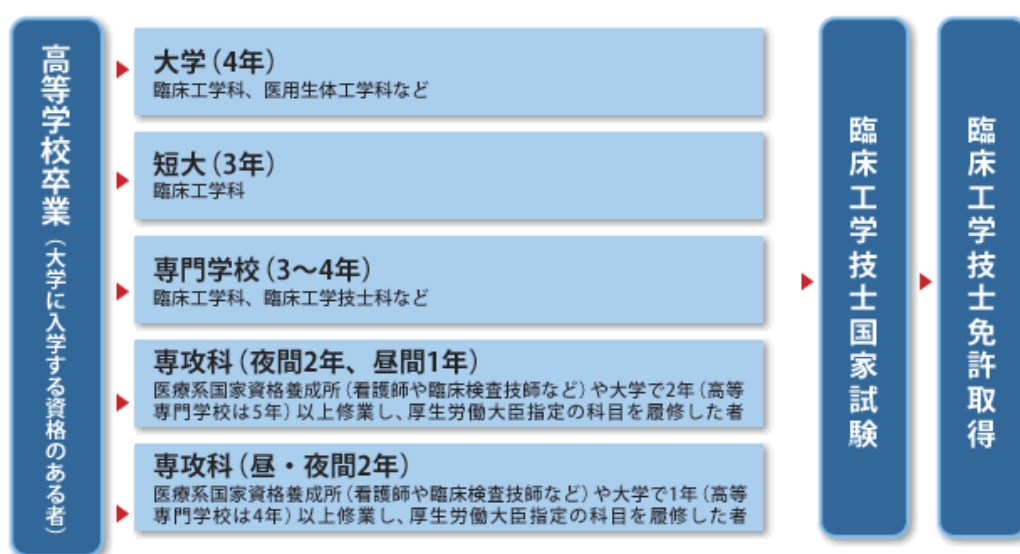 高等学校卒業（大学に入学する資格のある者）
大学（4年）
臨床工学科、医用生体工学科など
短大（3年）
臨床工学科
専門学校（3〜4年）
臨床工学科、臨床工学技士科など
専攻科（夜間2年、昼間1年）
医療系国家資格養成所（看護師や臨床検査技師など）や大学で2年（高等
専門学校は5年）以上修業し、厚生労働大臣指定の科目を履修した者
専攻科（昼・夜間2年）
医療系国家資格養成所（看護師や臨床検査技師など）や大学で1年（高等
専門学校は4年）以上修業し、厚生労働大臣指定の科目を履修した者
臨床工学技士国家試験
臨床工学技士免許取得